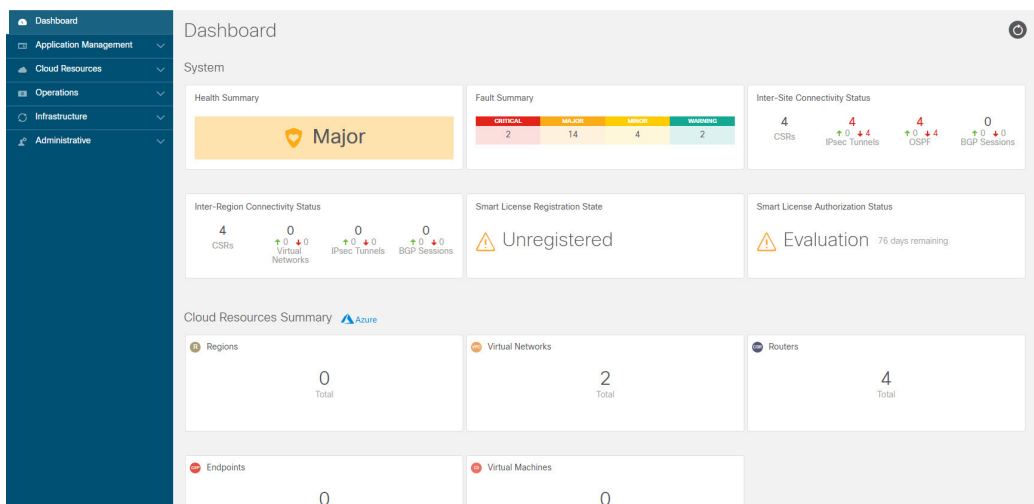 Dashboard
Application Management
Cloud Resources
Operations
Infrastructure
Administrative
Dashboard
System
Health Summary
Major
Fault Summary
CRITICAL MAJOR MINOR WARNING
2 14 4 2
Inter-Site Connectivity Status
4 4 4 0
CSRs 0 4 0 4 0 0
IPsec Tunnels OSPF BGP Sessions
Inter-Region Connectivity Status
4 0 0 0
CSRs 0 0 0 0 0 0
Virtual IPsec Tunnels BGP Sessions
Networks
Smart License Registration State
Unregistered
Smart License Authorization Status
Evaluation 76 days remaining
Cloud Resources Summary Azure
R Regions
0
Total
Virtual Networks
2
Total
CSR Routers
4
Total
Endpoints
0
Virtual Machines
0